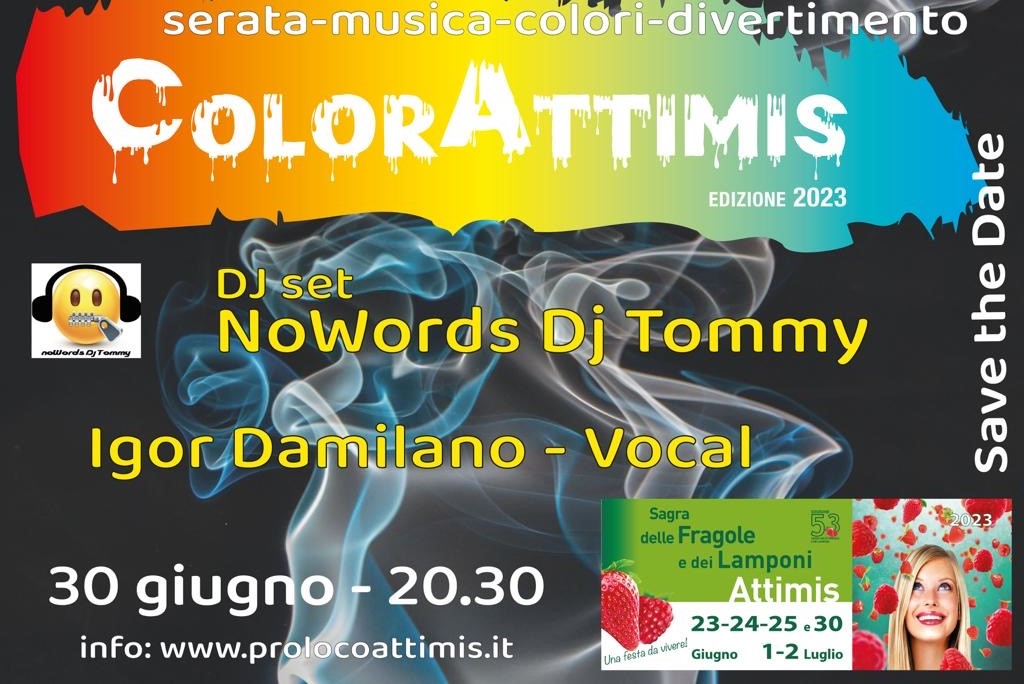 serata-musica-colori-divertimento
COLORATTIMIS
EDIZIONE 2023
Save the Date
DJ set
NoWords Dj Tommy
noWords Dj Tommy
Igor Damilano - Vocal
30 giugno - 20.30
info: www.prolocoattimis.it
Sagra
delle Fragole
e dei Lamponi
Attimis
53
2023
23-24-25 e 30
Giugno 1-2 Luglio
Una festa da vivere!